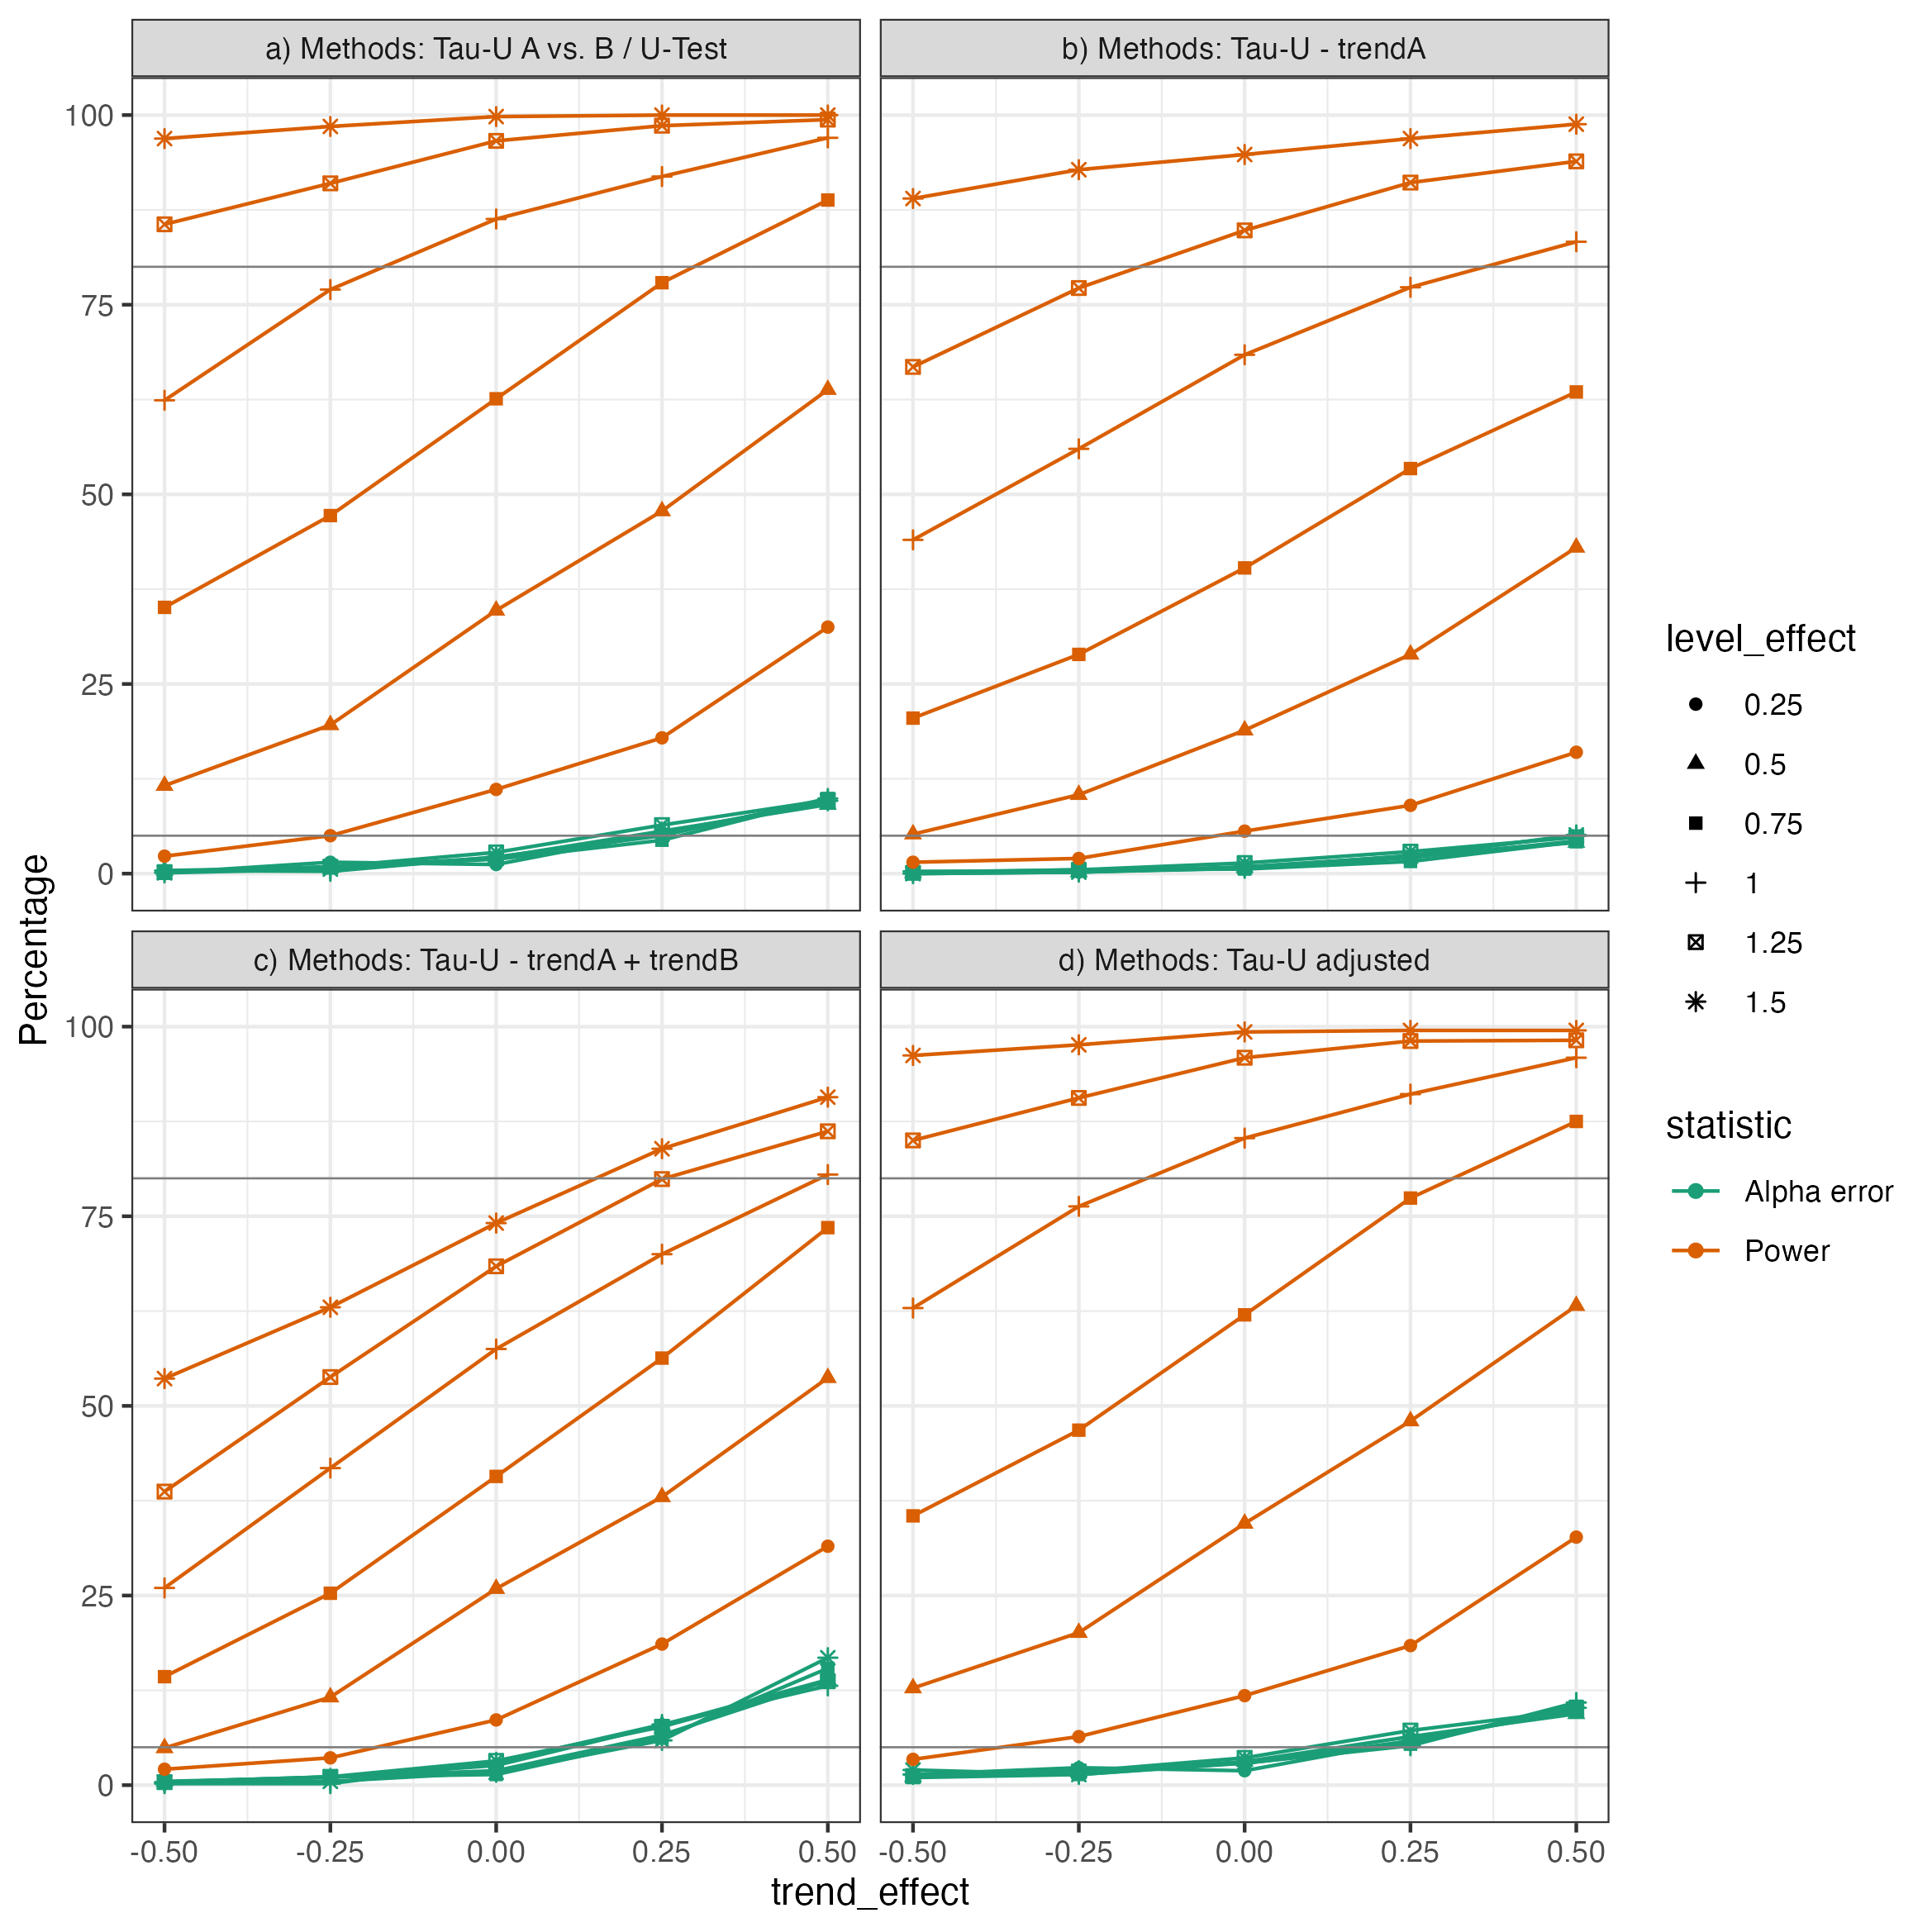 a) Methods: Tau-U A vs. B / U-Test
b) Methods: Tau-U - trendA
100
75
50
25
0
c) Methods: Tau-U - trendA + trendB
d) Methods: Tau-U adjusted
100
75
50
25
0
-0.50 -0.25 0.00 0.25 0.50
-0.50 -0.25 0.00 0.25 0.50
trend_effect
Percentage
level_effect
0.25
0.5
0.75
1
1.25
1.5
statistic
Alpha error
Power